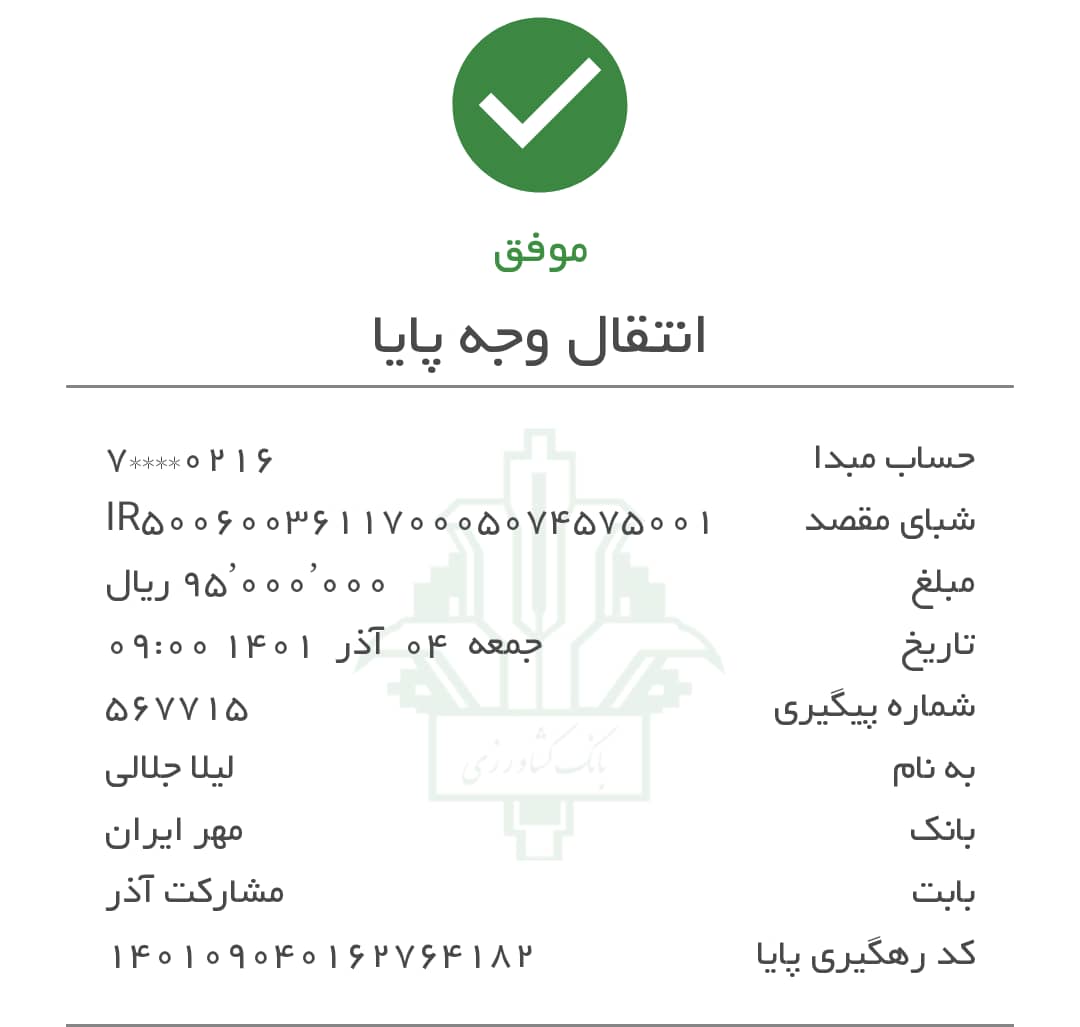 موفق
انتقال وجه پایا
حساب مبدا ۷****۰۲۱۶
شبای مقصد IR۵۰۰۶۰۰۳۶۱۱۷۰۰۰۵۰۷۴۵۷۵۰۰۱
مبلغ ۹۵٬۰۰۰٬۰۰۰ ریال
تاریخ جمعه ۰۴ آذر ۱۴۰۱ ۰۹:۰۰
شماره پیگیری ۵۶۷۷۱۵
به نام لیلا جلالی
بانک مهر ایران
بابت مشارکت آذر
کد رهگیری پایا ۱۴۰۱۰۹۰۴۰۱۶۲۷۶۴۱۸۲
بانک کشاورزی